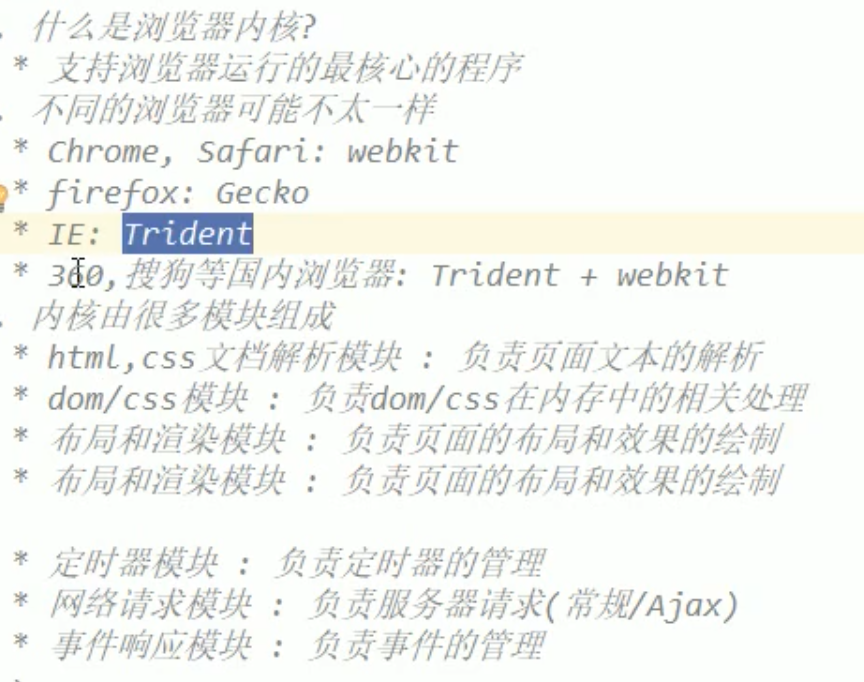 . 什么是浏览器内核?
* 支持浏览器运行的最核心的程序
. 不同的浏览器可能不太一样
* Chrome, Safari: webkit
* firefox: Gecko
* IE: Trident
* 360,搜狗等国内浏览器: Trident + webkit
. 内核由很多模块组成
* html,css文档解析模块 : 负责页面文本的解析
* dom/css模块 : 负责dom/css在内存中的相关处理
* 布局和渲染模块 : 负责页面的布局和效果的绘制
* 布局和渲染模块 : 负责页面的布局和效果的绘制
* 定时器模块 : 负责定时器的管理
* 网络请求模块 : 负责服务器请求(常规/Ajax)
* 事件响应模块 : 负责事件的管理